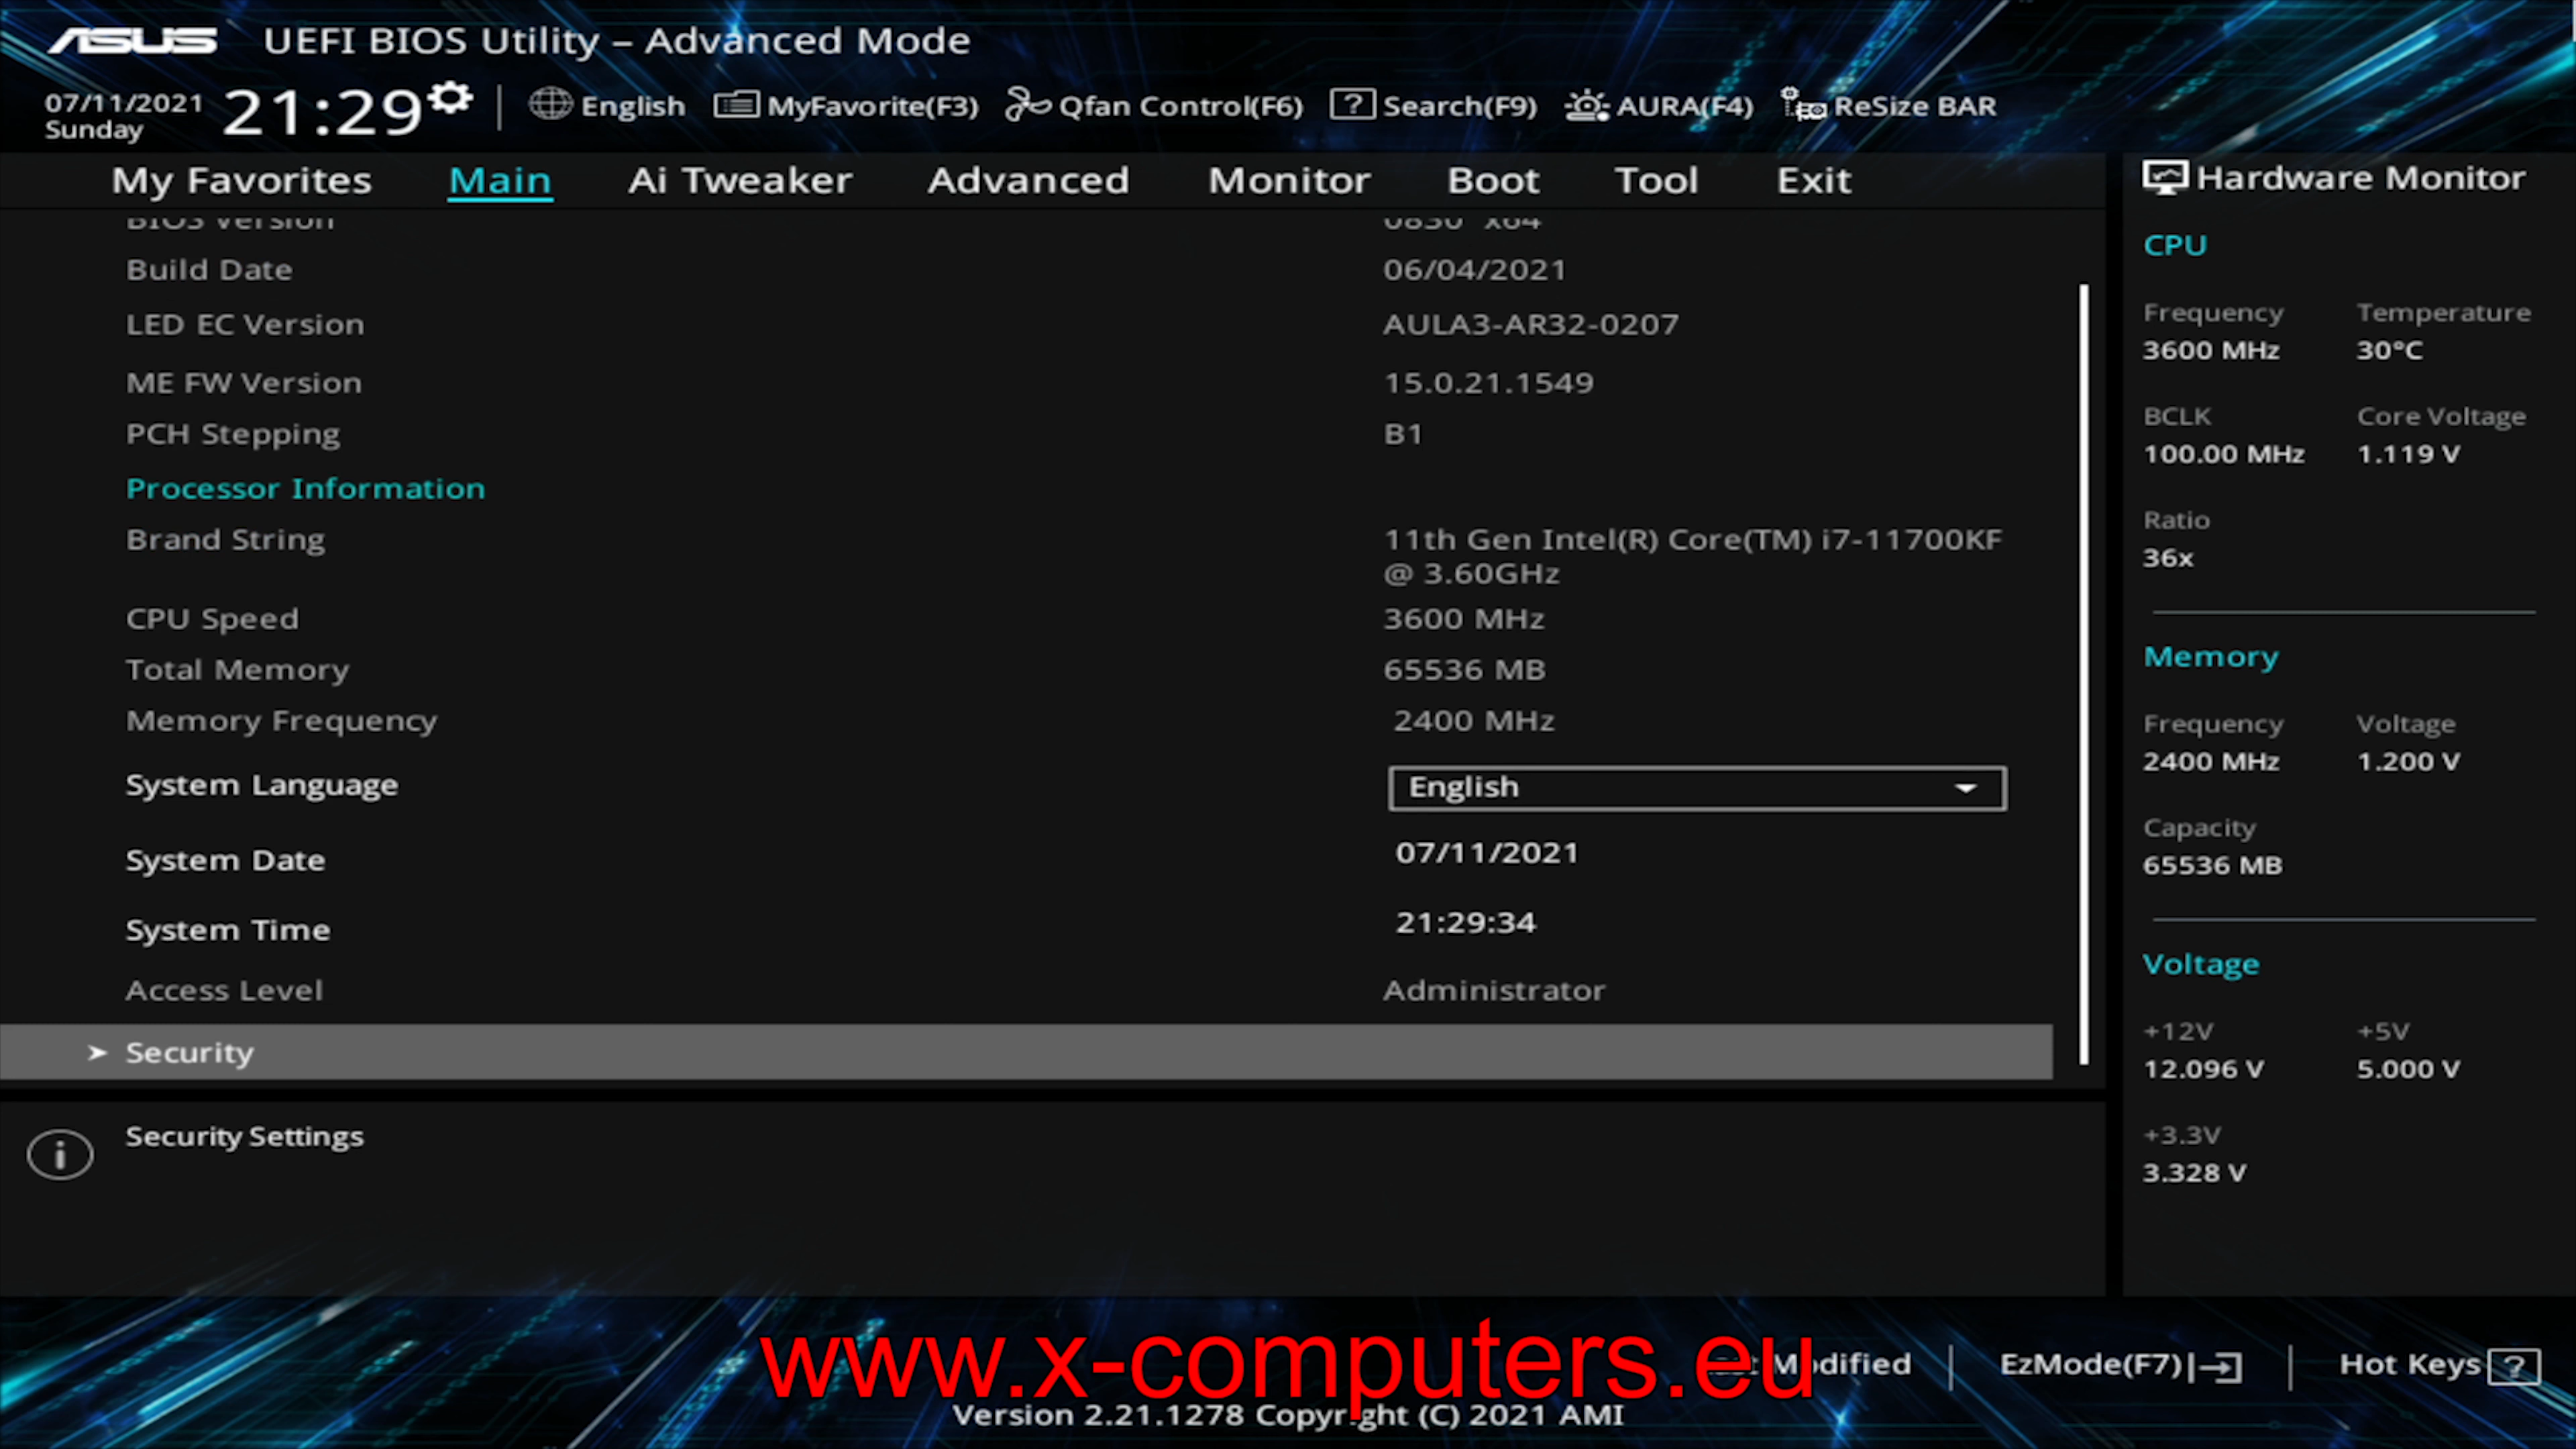 ASUS UEFI BIOS Utility – Advanced Mode
07/11/2021
Sunday
21:29
English MyFavorite(F3) Qfan Control(F6) ? Search(F9) AURA(F4) ReSize BAR
My Favorites Main Ai Tweaker Advanced Monitor Boot Tool Exit
BIOS Version
Build Date 06/04/2021
LED EC Version AULA3-AR32-0207
ME FW Version 15.0.21.1549
PCH Stepping B1
Processor Information
Brand String 11th Gen Intel(R) Core(TM) i7-11700KF
@ 3.60GHz
CPU Speed 3600 MHz
Total Memory 65536 MB
Memory Frequency 2400 MHz
System Language English
System Date 07/11/2021
System Time 21:29:34
Access Level Administrator
Security
i Security Settings
Hardware Monitor
CPU
Frequency Temperature
3600 MHz 30°C
BCLK Core Voltage
100.00 MHz 1.119 V
Ratio
36x
Memory
Frequency Voltage
2400 MHz 1.200 V
Capacity
65536 MB
Voltage
+12V +5V
12.096 V 5.000 V
+3.3V
3.328 V
www.x-computers.eu
Modified EzMode(F7) Hot Keys ?
Version 2.21.1278 Copyright (C) 2021 AMI